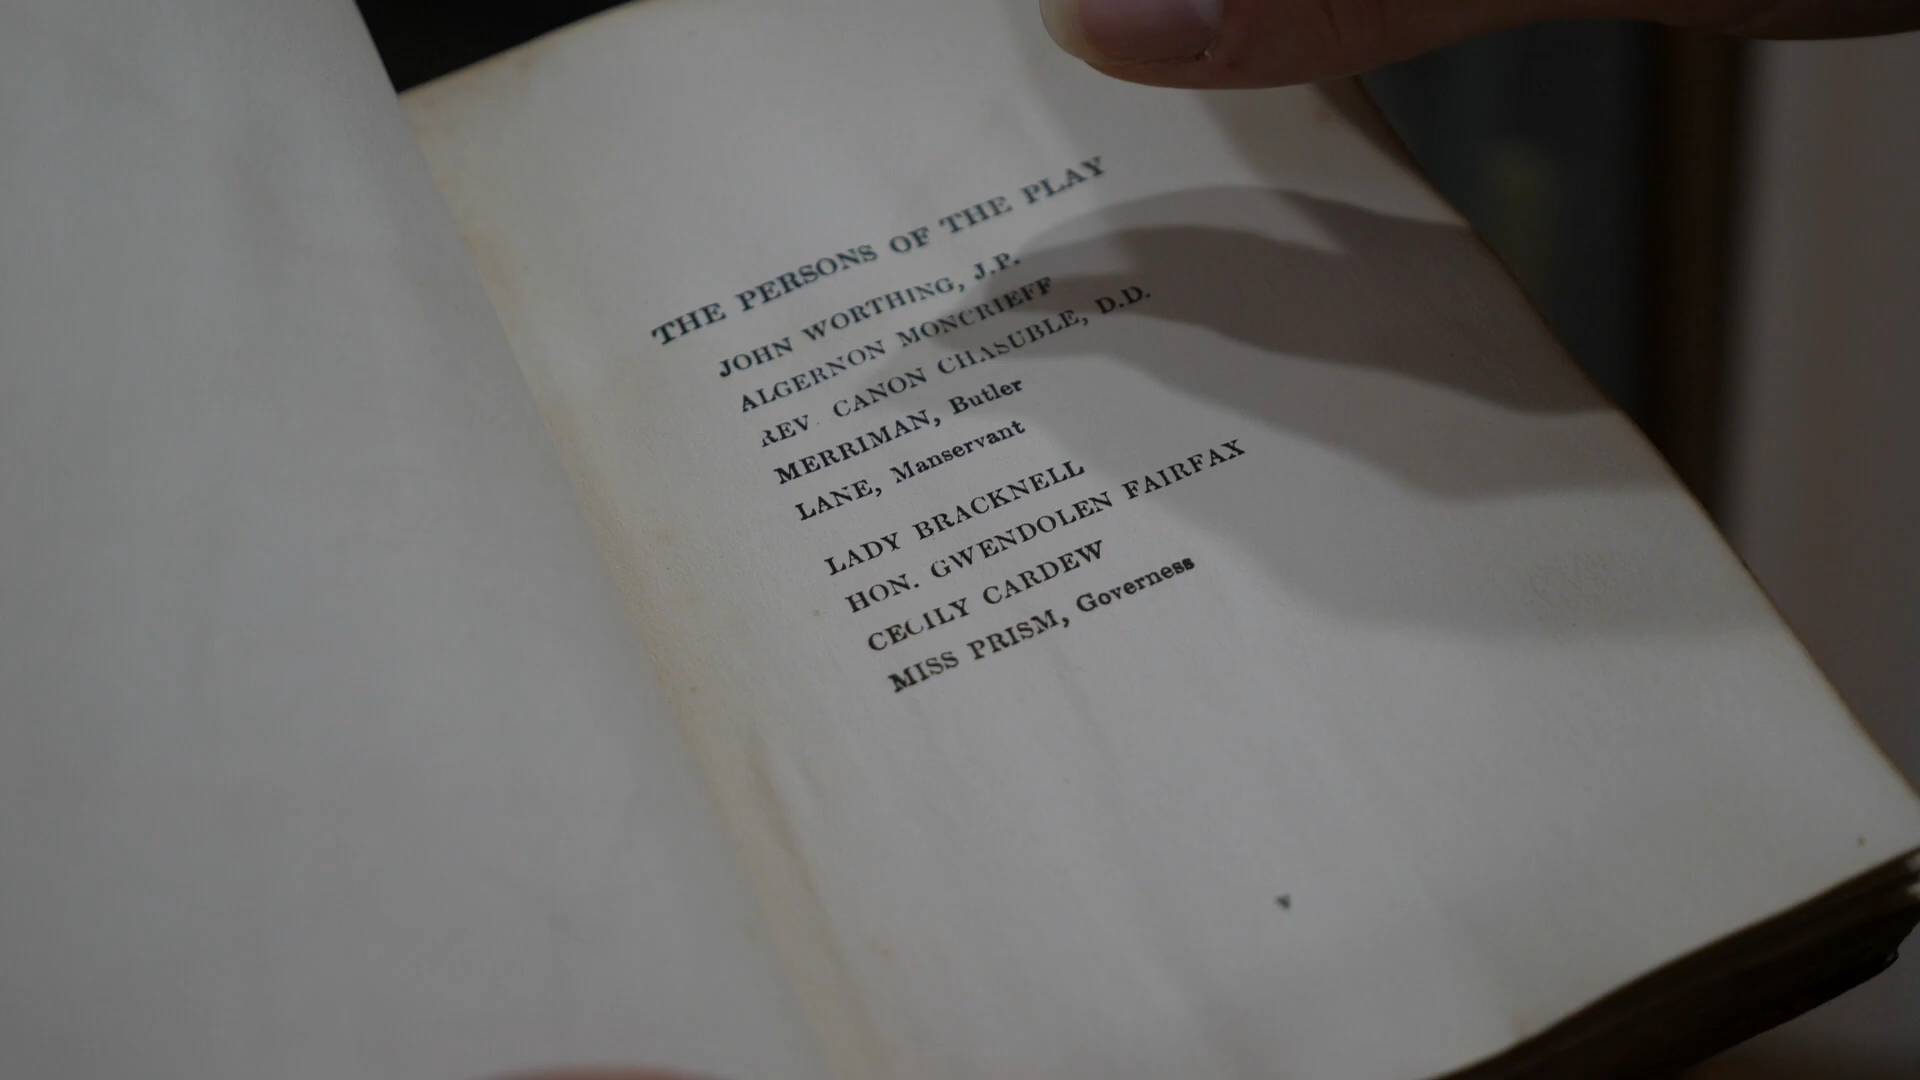 THE PERSONS OF THE PLAY
JOHN WORTHING, J.P.
ALGERNON MONCRIEFF
REV. CANON CHASUBLE, D.D.
MERRIMAN, Butler
LANE, Manservant
LADY BRACKNELL
HON. GWENDOLEN FAIRFAX
CECILY CARDEW
MISS PRISM, Governess
v